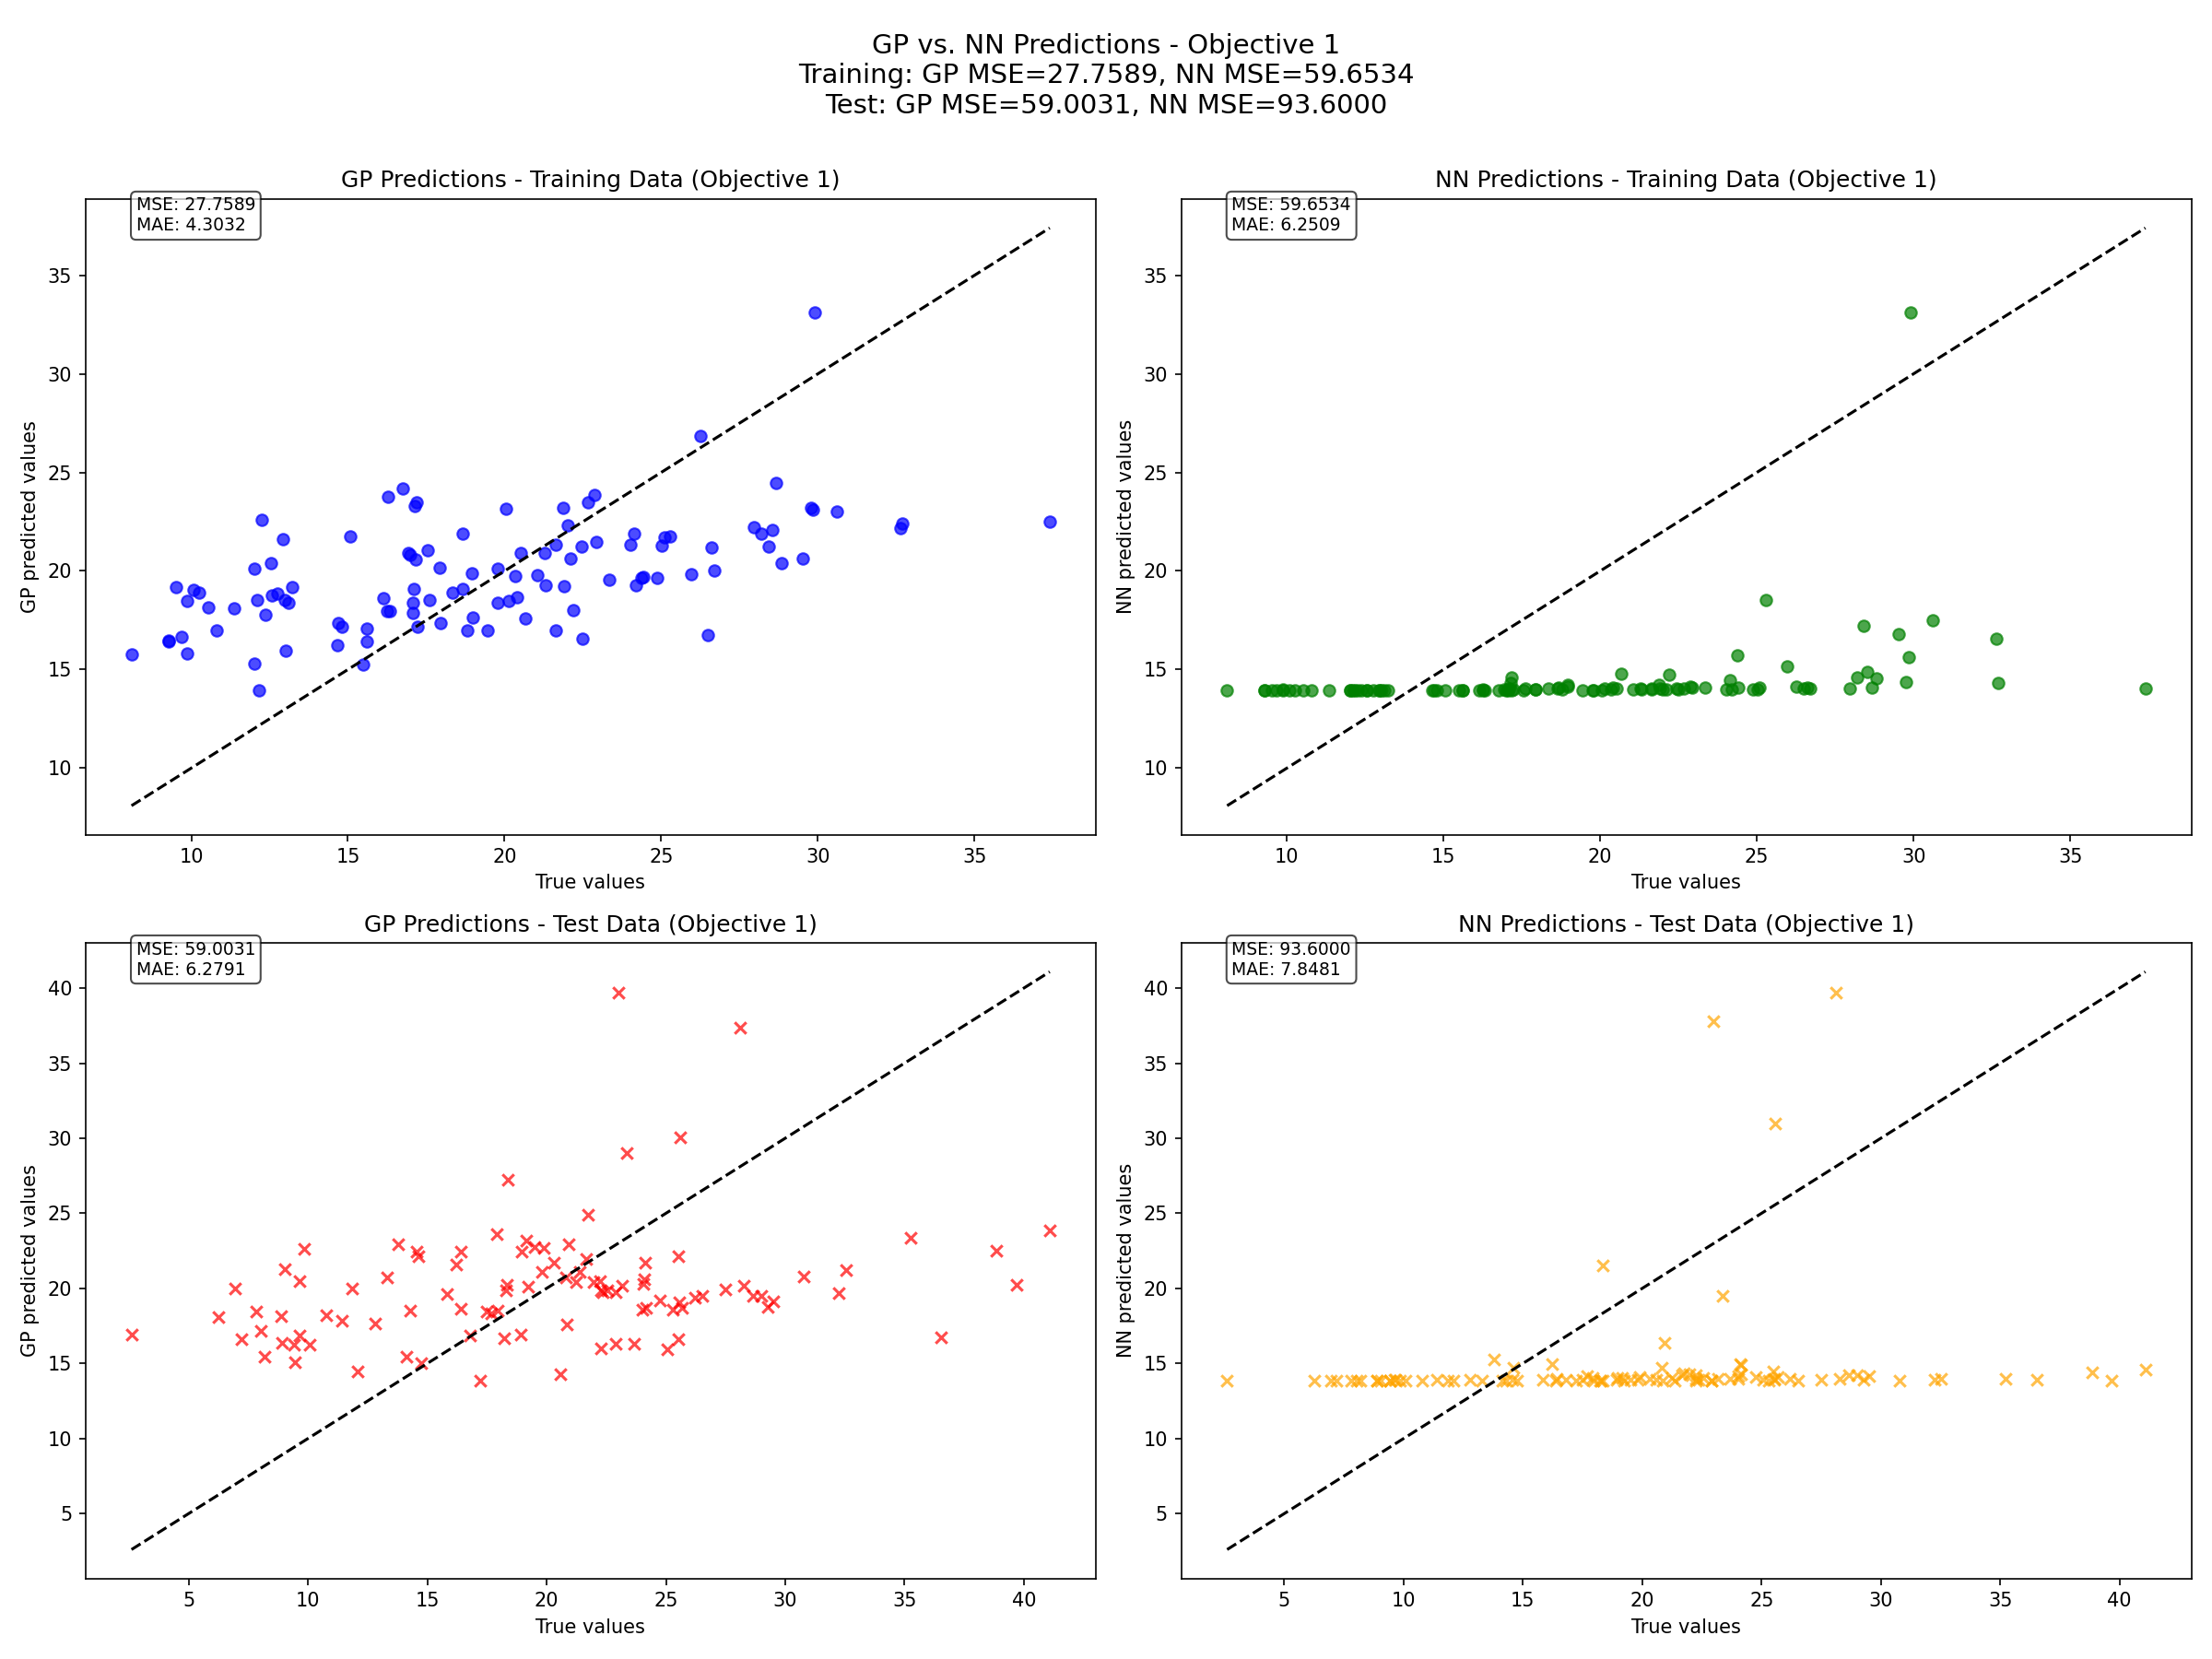 GP vs. NN Predictions - Objective 1
Training: GP MSE=27.7589, NN MSE=59.6534
Test: GP MSE=59.0031, NN MSE=93.6000
GP Predictions - Training Data (Objective 1)
MSE: 27.7589
MAE: 4.3032
GP predicted values
35
30
25
20
15
10
10 15 20 25 30 35
True values
NN Predictions - Training Data (Objective 1)
MSE: 59.6534
MAE: 6.2509
NN predicted values
35
30
25
20
15
10
10 15 20 25 30 35
True values
GP Predictions - Test Data (Objective 1)
MSE: 59.0031
MAE: 6.2791
GP predicted values
40
35
30
25
20
15
10
5
5 10 15 20 25 30 35 40
True values
NN Predictions - Test Data (Objective 1)
MSE: 93.6000
MAE: 7.8481
NN predicted values
40
35
30
25
20
15
10
5
5 10 15 20 25 30 35 40
True values